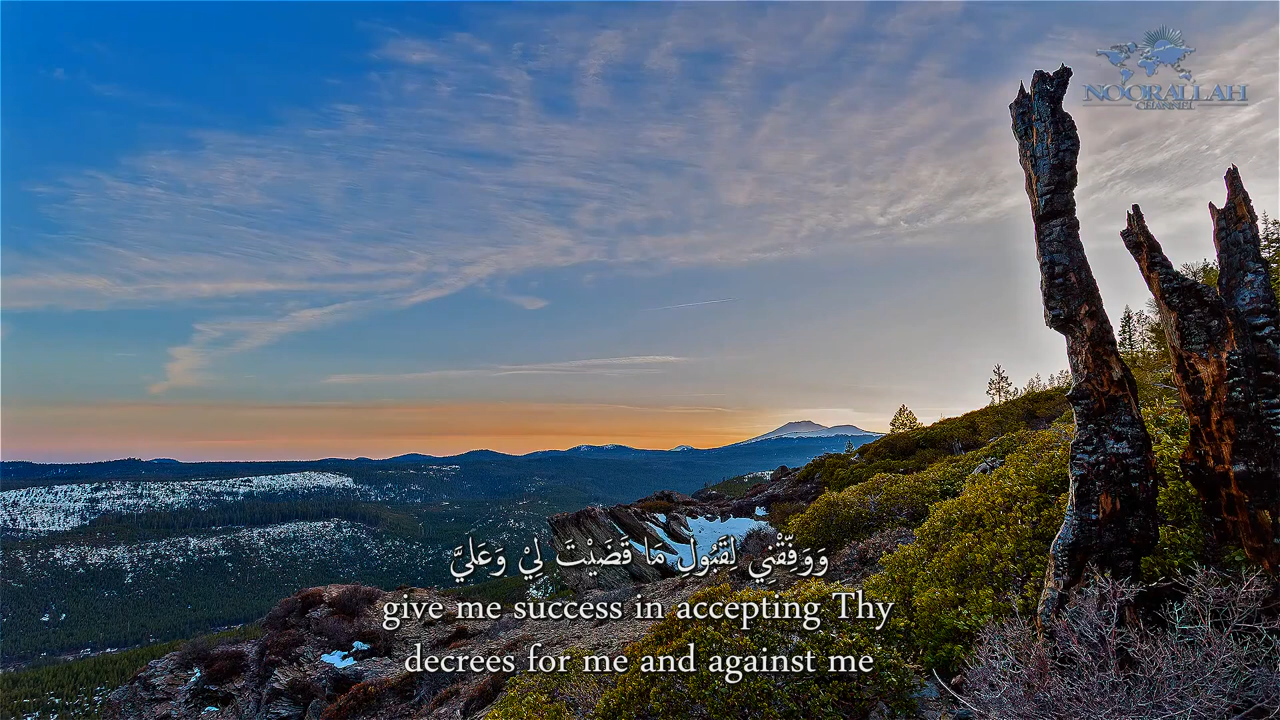 NOORALLAH
CHANNEL
وَوَفِّقْنِي لِقَبُولِ مَا قَضَيْتَ لِيْ وَعَلَيَّ
give me success in accepting Thy
decrees for me and against me